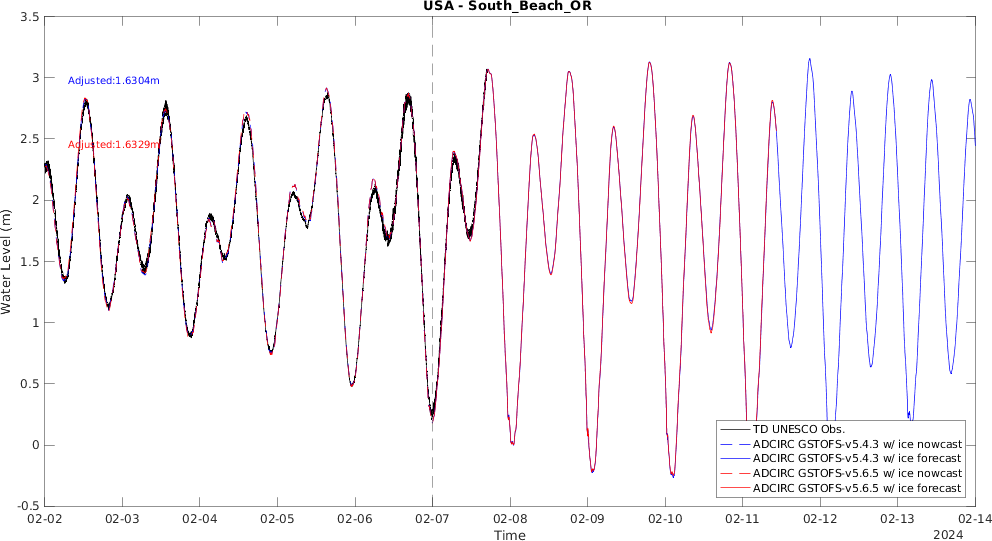 USA - South_Beach_OR
3.5
3
2.5
2
1.5
1
0.5
0
-0.5
Water Level (m)
Adjusted:1.6304m
Adjusted:1.6329m
TD UNESCO Obs.
ADCIRC GSTOFS-v5.4.3 w/ ice nowcast
ADCIRC GSTOFS-v5.4.3 w/ ice forecast
ADCIRC GSTOFS-v5.6.5 w/ ice nowcast
ADCIRC GSTOFS-v5.6.5 w/ ice forecast
02-02 02-03 02-04 02-05 02-06 02-07 02-08 02-09 02-10 02-11 02-12 02-13 02-14
Time
2024